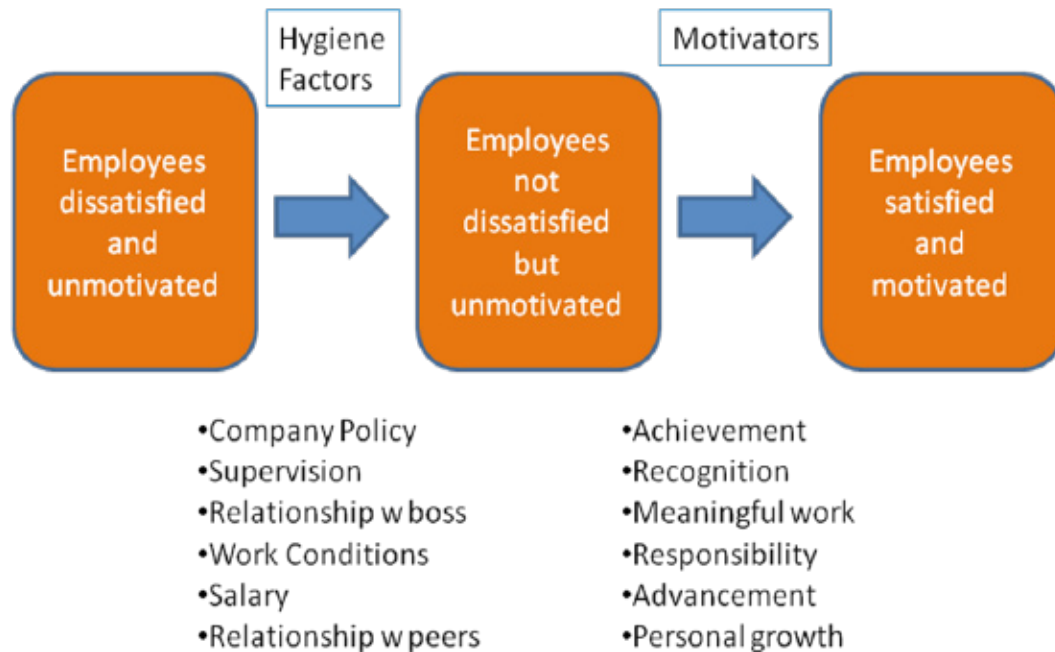 Hygiene
Factors
Motivators
Employees
dissatisfied
and
unmotivated
Employees
not
dissatisfied
but
unmotivated
Employees
satisfied
and
motivated
•Company Policy
•Supervision
•Relationship w boss
•Work Conditions
•Salary
•Relationship w peers
•Achievement
•Recognition
•Meaningful work
•Responsibility
•Advancement
•Personal growth